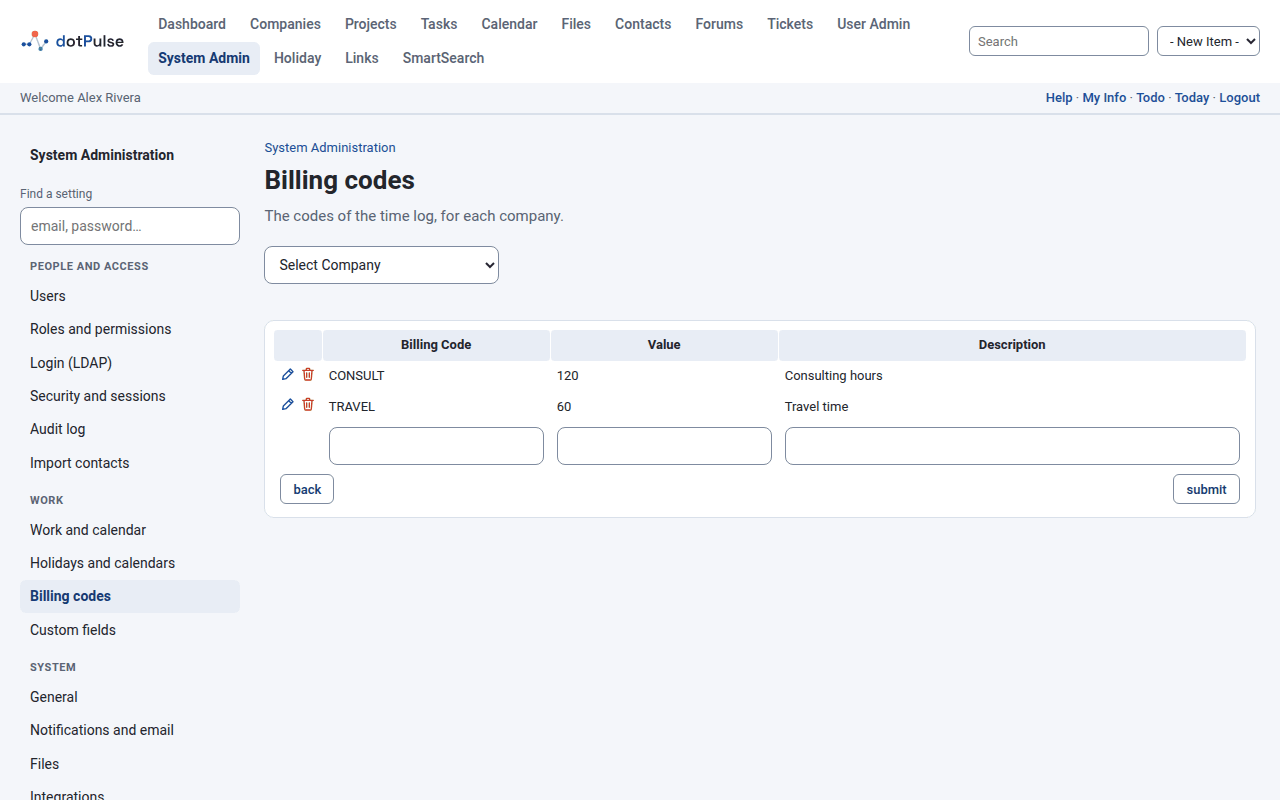 dotPulse
Dashboard Companies Projects Tasks Calendar Files Contacts Forums Tickets User Admin
System Admin Holiday Links SmartSearch
Search
- New Item -
Welcome Alex Rivera
Help · My Info · Todo · Today · Logout
System Administration
Find a setting
email, password...
PEOPLE AND ACCESS
Users
Roles and permissions
Login (LDAP)
Security and sessions
Audit log
Import contacts
WORK
Work and calendar
Holidays and calendars
Billing codes
Custom fields
SYSTEM
General
Notifications and email
Files
Integrations
System Administration
Billing codes
The codes of the time log, for each company.
Select Company
Billing Code Value Description
CONSULT 120 Consulting hours
TRAVEL 60 Travel time
back submit